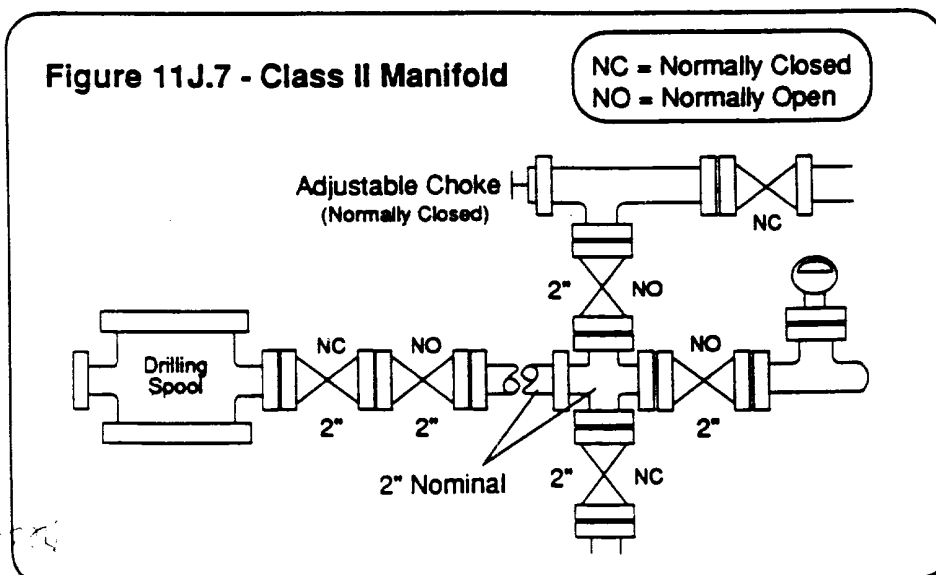 Figure 11J.7 - Class II Manifold
NC = Normally Closed
NO = Normally Open
Adjustable Choke
(Normally Closed)
NC
2" NO
NC NO NO
Drilling
Spool
2" 2" 2"
2" Nominal
2" NC